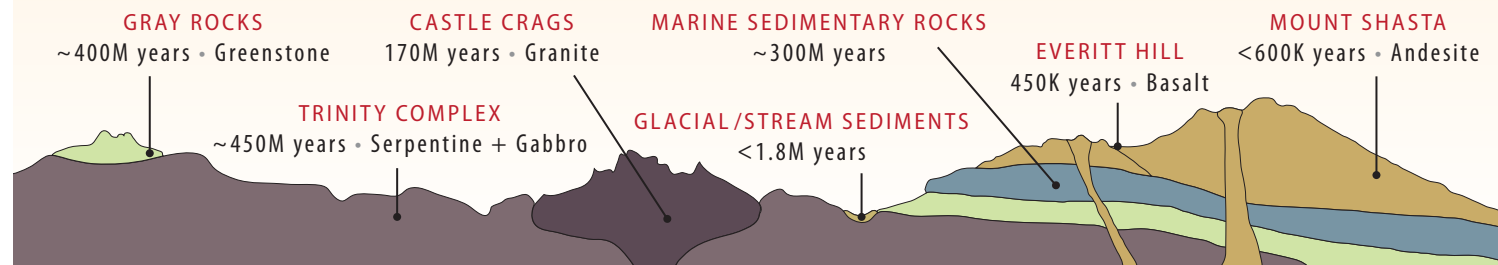 GRAY ROCKS
~400M years • Greenstone
CASTLE CRAGS
170M years • Granite
MARINE SEDIMENTARY ROCKS
~300M years
EVERITT HILL
450K years • Basalt
MOUNT SHASTA
<600K years • Andesite
TRINITY COMPLEX
~450M years • Serpentine + Gabbro
GLACIAL/STREAM SEDIMENTS
<1.8M years